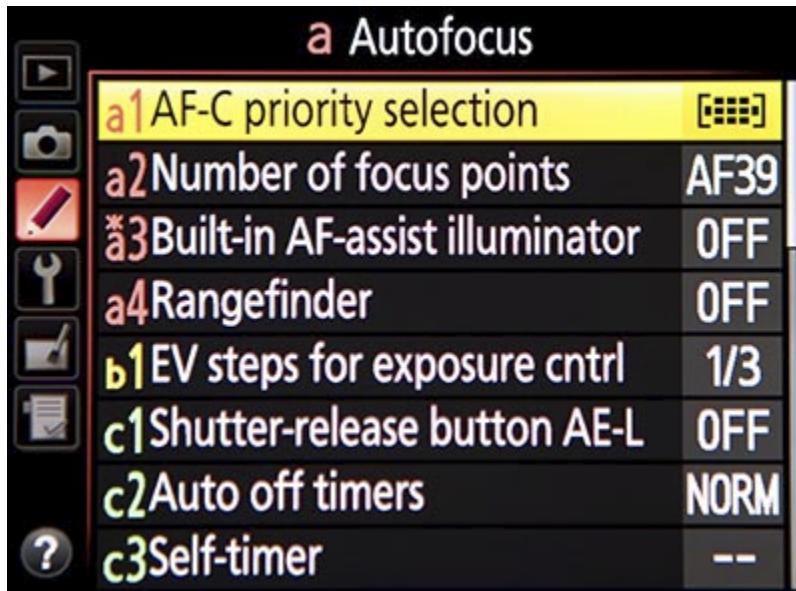 a Autofocus
a1 AF-C priority selection
a2 Number of focus points AF39
*a3 Built-in AF-assist illuminator OFF
a4 Rangefinder OFF
b1 EV steps for exposure cntrl 1/3
c1 Shutter-release button AE-L OFF
c2 Auto off timers NORM
c3 Self-timer --
?